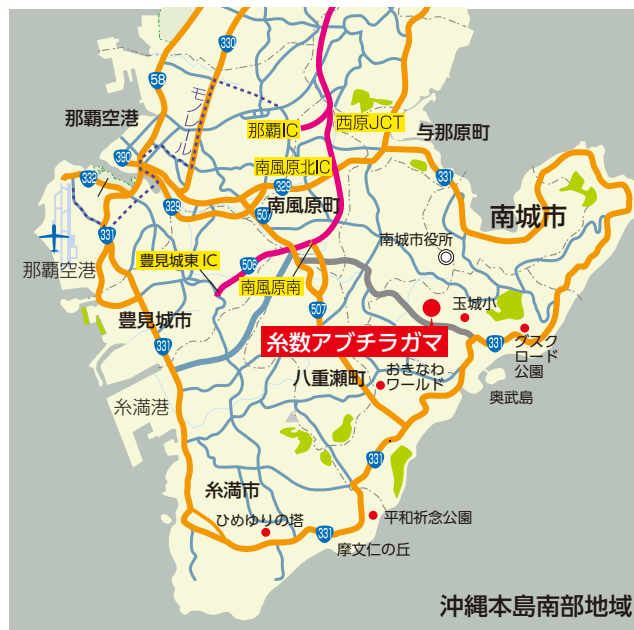 330
58
モノレール
那覇空港
那覇IC
西原JCT
与那原町
390
南風原北IC
332
329
331
329
南風原町
南城市
507
331
南城市役所
那覇空港
豊見城東IC
506
南風原南
507
玉城小
豊見城市
331
糸数アブチラガマ
331
グスク
ロード
公園
八重瀬町
おきなわ
ワールド
奥武島
糸満港
331
糸満市
ひめゆりの塔
平和祈念公園
331
摩文仁の丘
沖縄本島南部地域